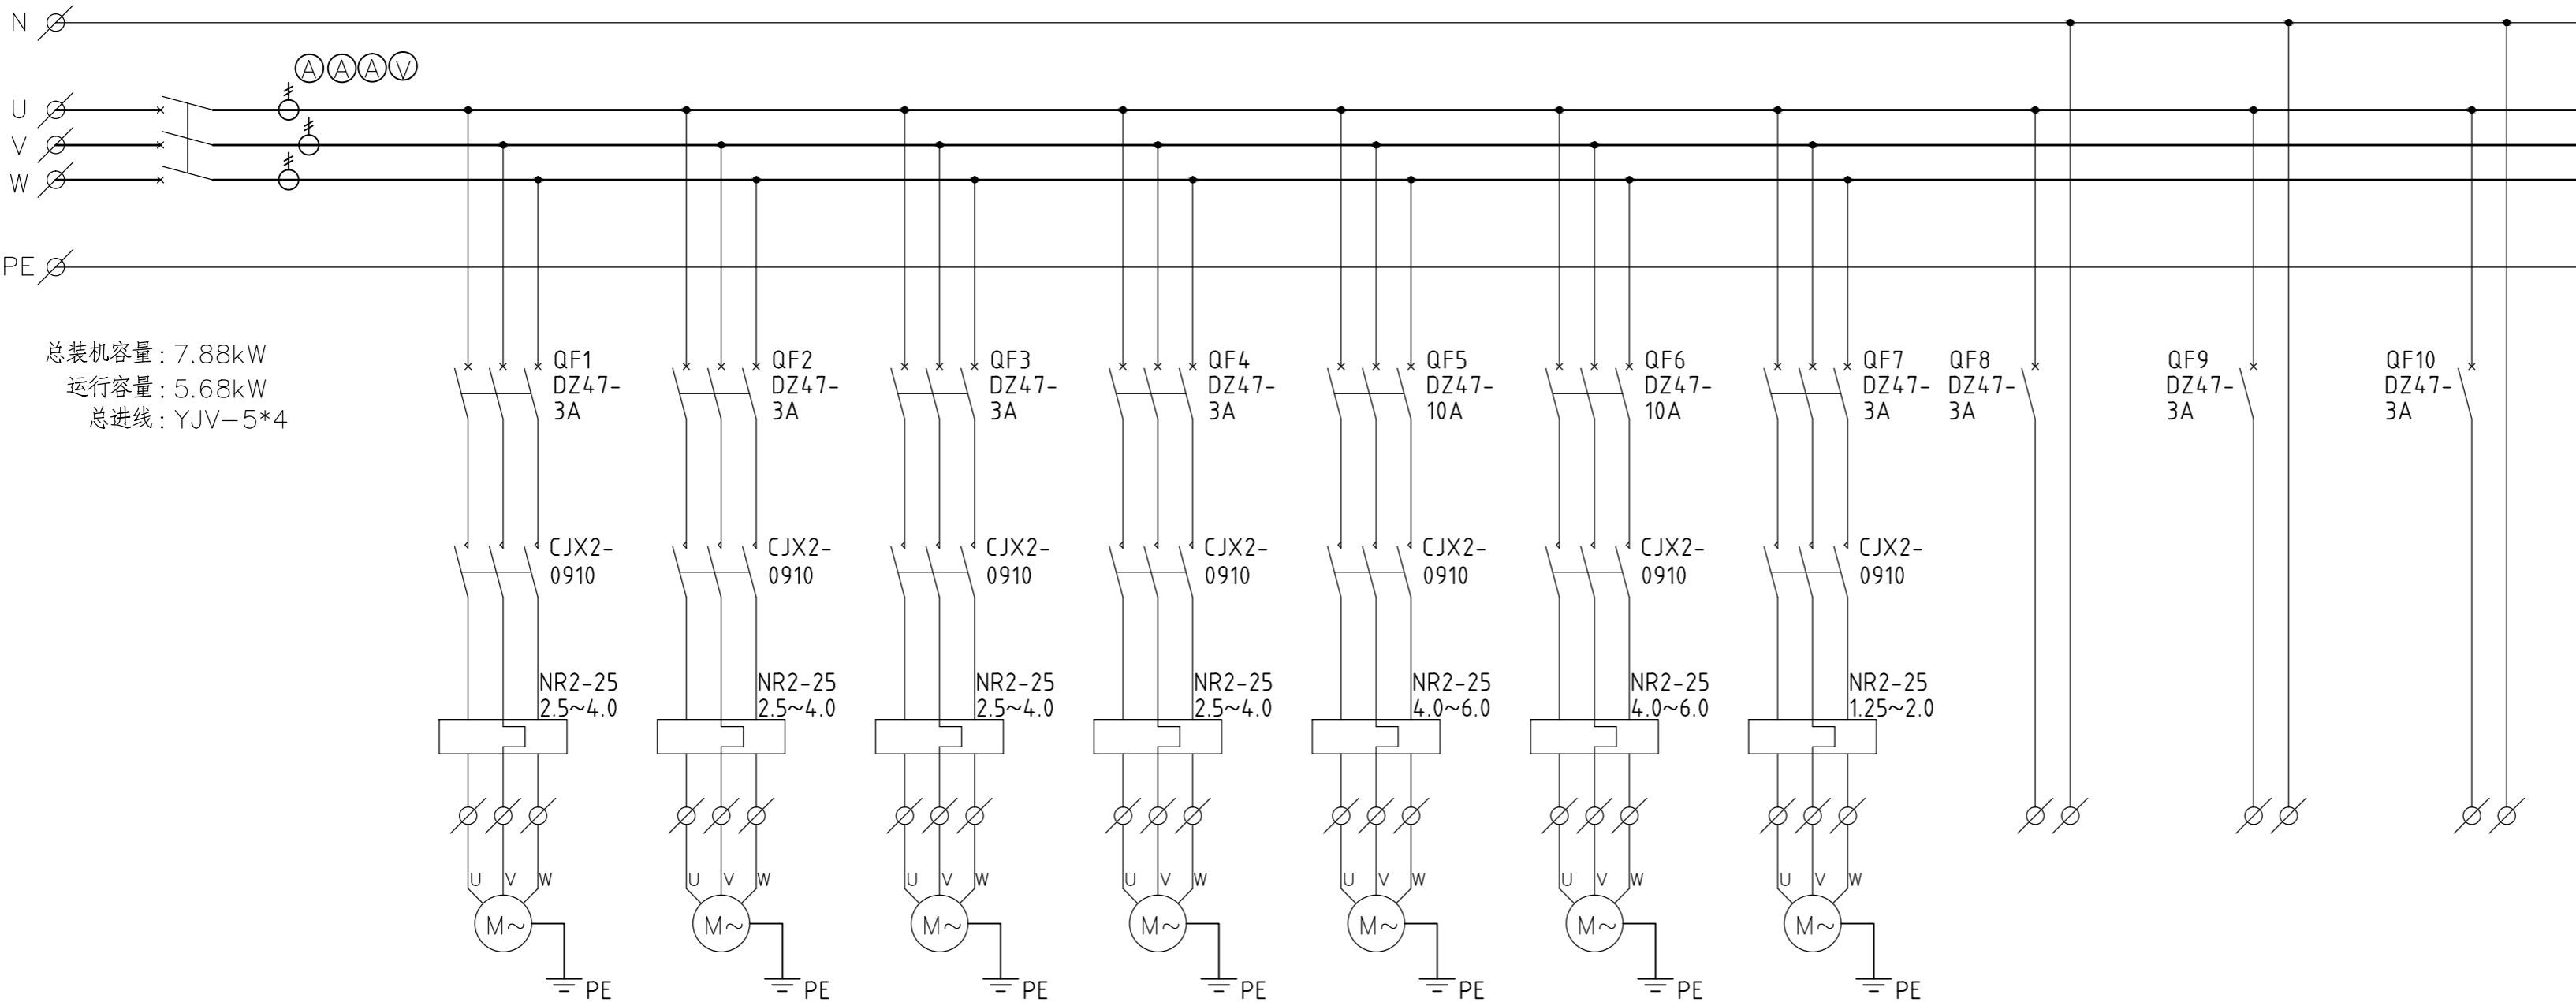 N
A A A V
U
V
W
PE
总装机容量: 7.88kW
运行容量: 5.68kW
总进线: YJV-5*4
QF1
DZ47-
3A
QF2
DZ47-
3A
QF3
DZ47-
3A
QF4
DZ47-
3A
QF5
DZ47-
10A
QF6
DZ47-
10A
QF7
DZ47-
3A
QF8
DZ47-
3A
QF9
DZ47-
3A
QF10
DZ47-
3A
CJX2-
0910
CJX2-
0910
CJX2-
0910
CJX2-
0910
CJX2-
0910
CJX2-
0910
CJX2-
0910
NR2-25
2.5~4.0
NR2-25
2.5~4.0
NR2-25
2.5~4.0
NR2-25
2.5~4.0
NR2-25
4.0~6.0
NR2-25
4.0~6.0
NR2-25
1.25~2.0
U V W
U V W
U V W
U V W
U V W
U V W
U V W
M~
M~
M~
M~
M~
M~
M~
PE
PE
PE
PE
PE
PE
PE